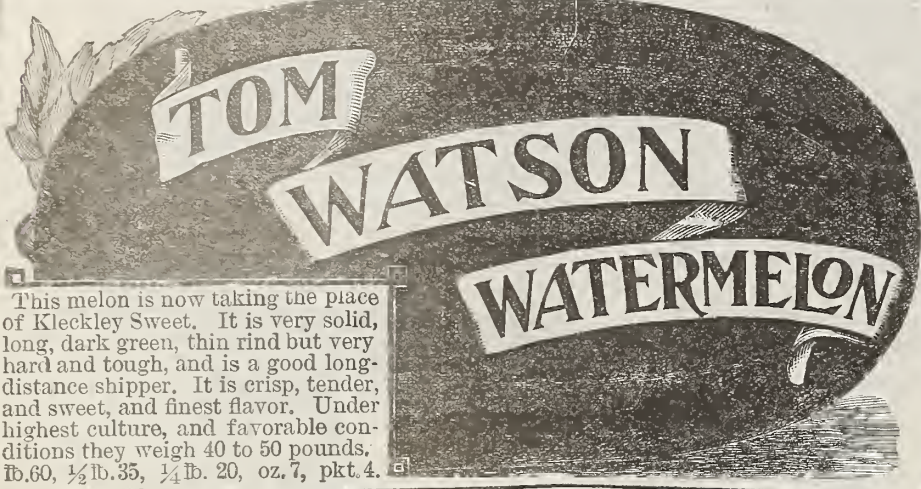 TOM
WATSON
WATERMELON
This melon is now taking the place
of Kleckley Sweet. It is very solid,
long, dark green, thin rind but very
hard and tough, and is a good long-
distance shipper. It is crisp, tender,
and sweet, and finest flavor. Under
highest culture, and favorable con-
ditions they weigh 40 to 50 pounds.
℔.60, ½℔.35, ¼℔. 20, oz. 7, pkt. 4.